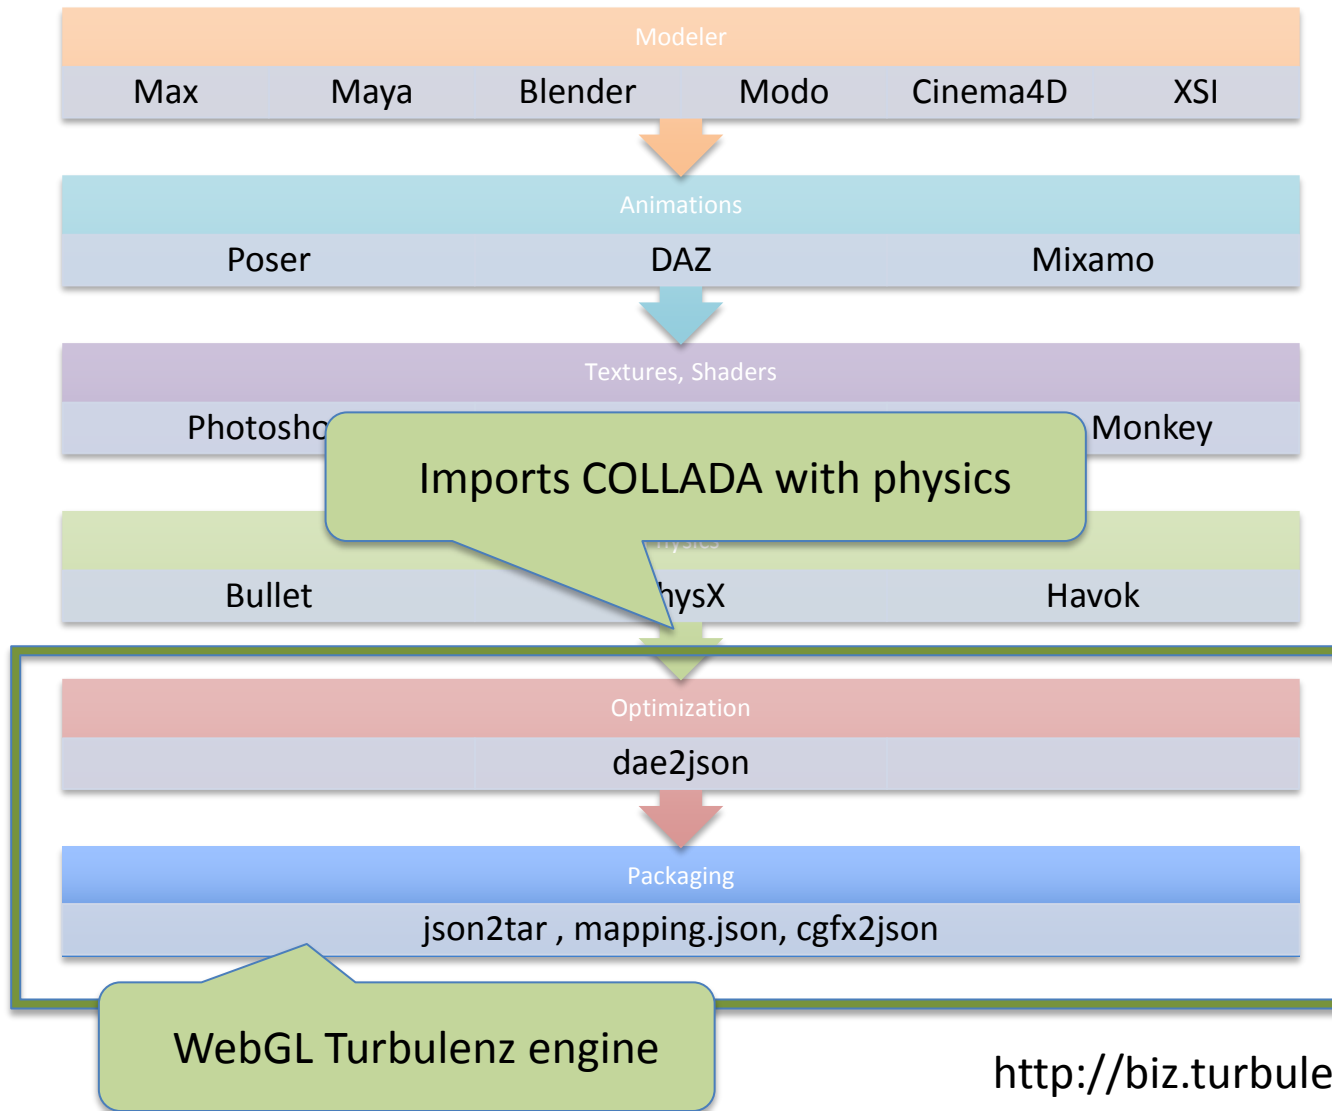 Modeler
Max Maya Blender Modo Cinema4D XSI
Animations
Poser DAZ Mixamo
Textures, Shaders
Photosho Monkey
Imports COLLADA with physics
hysics
Bullet hysX Havok
Optimization
dae2json
Packaging
json2tar , mapping.json, cgfx2json
WebGL Turbulenz engine
http://biz.turbule